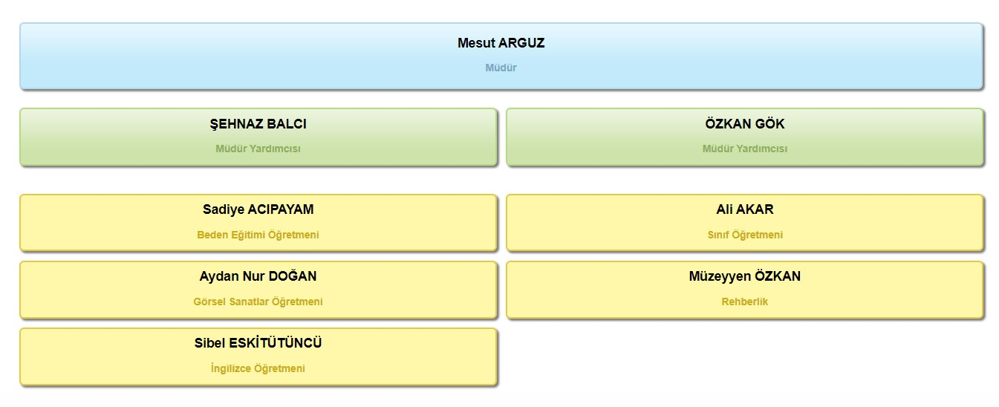 Mesut ARGUZ
Müdür
ŞEHNAZ BALCI
Müdür Yardımcısı
ÖZKAN GÖK
Müdür Yardımcısı
Sadiye ACIPAYAM
Beden Eğitimi Öğretmeni
Ali AKAR
Sınıf Öğretmeni
Aydan Nur DOĞAN
Görsel Sanatlar Öğretmeni
Müzeyyen ÖZKAN
Rehberlik
Sibel ESKİTÜTÜNCÜ
İngilizce Öğretmeni